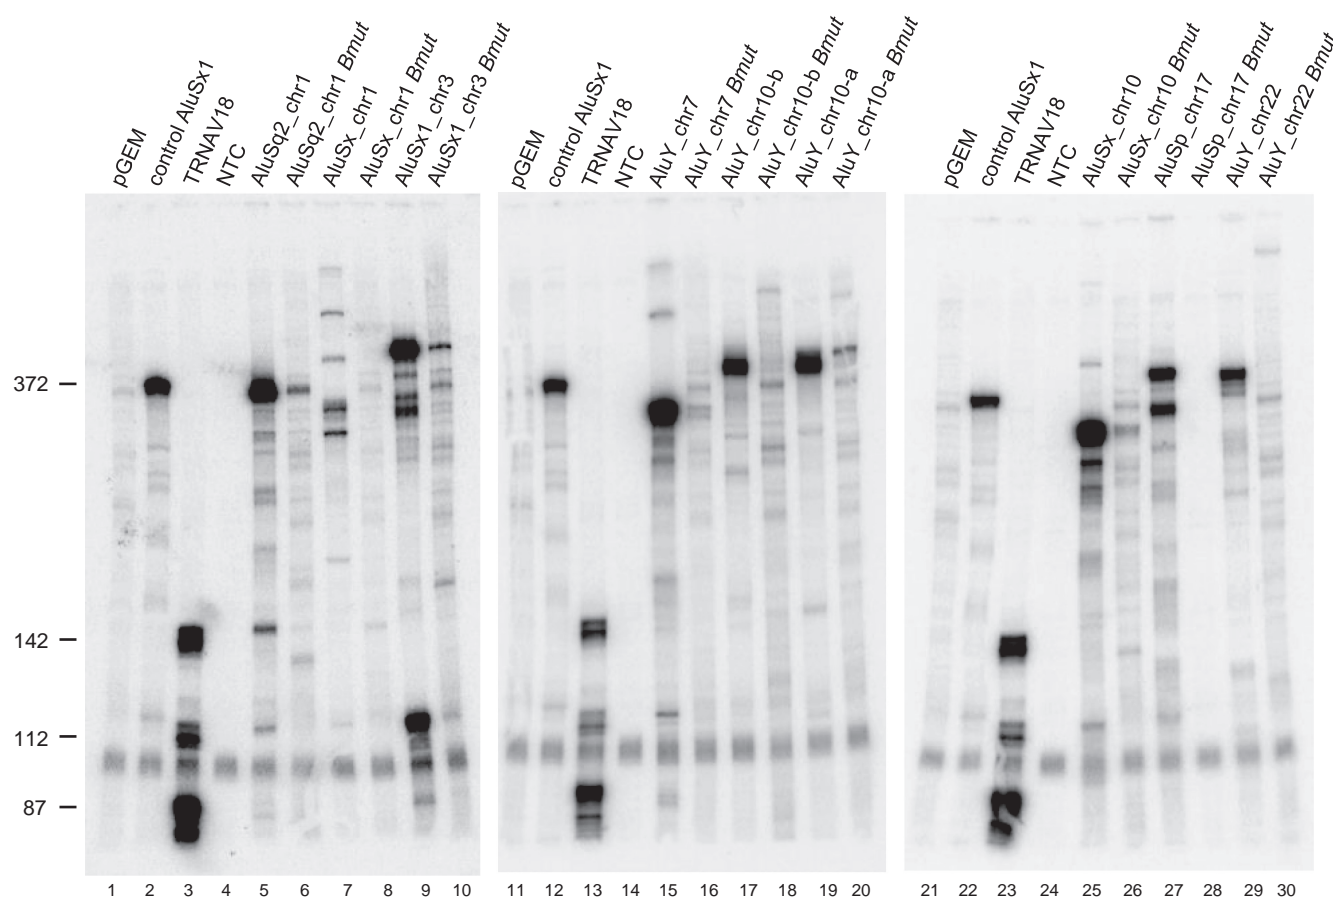 pGEM
control AluSx1
TRNAV18
NTC
AluSq2_chr1
AluSq2_chr1 Bmut
AluSx_chr1
AluSx_chr1 Bmut
AluSx1_chr3
AluSx1_chr3 Bmut
pGEM
control AluSx1
TRNAV18
NTC
AluY_chr7
AluY_chr7 Bmut
AluY_chr10-b
AluY_chr10-b Bmut
AluY_chr10-a
AluY_chr10-a Bmut
pGEM
control AluSx1
TRNAV18
NTC
AluSx_chr10
AluSx_chr10 Bmut
AluSp_chr17
AluSp_chr17 Bmut
AluY_chr22
AluY_chr22 Bmut
372
142
112
87
1 2 3 4 5 6 7 8 9 10 11 12 13 14 15 16 17 18 19 20 21 22 23 24 25 26 27 28 29 30